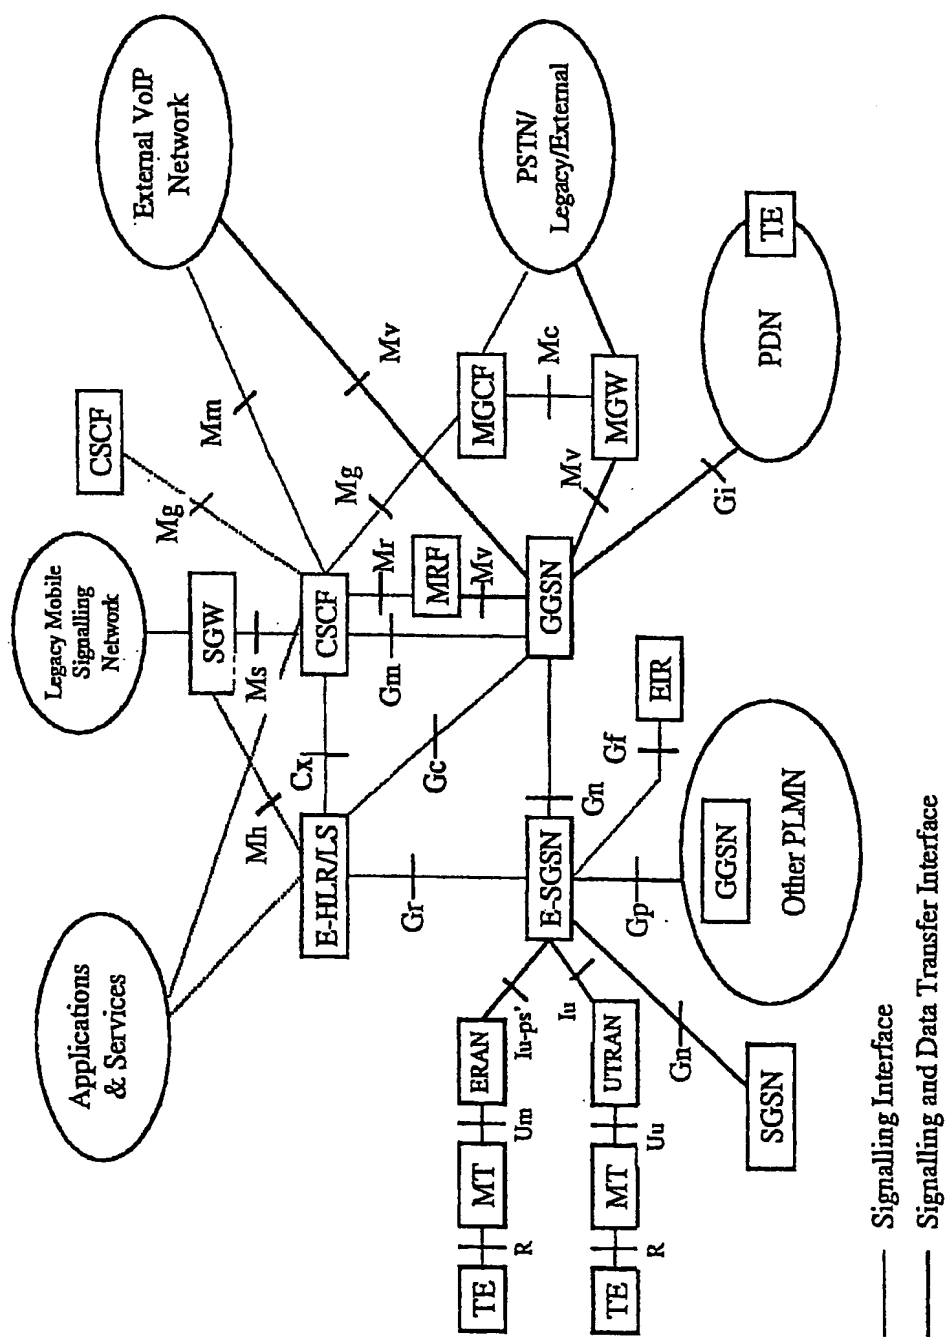 Applications
& Services
Legacy Mobile
Signalling
Network
External VoIP
Network
SGW
CSCF
Mg
Mm
Mh
Ms
Cx
E-HLR/LS
CSCF
Gm
Mr
Mg
Mv
Gr
Gc
MRF
Mv
MGCF
Mc
PSTN/
Legacy/External
TE
R
MT
Um
ERAN
Iu-ps'
E-SGSN
Gn
GGSN
Mv
MGW
TE
R
MT
Uu
UTRAN
Iu
Gp
Gf
EIR
Gi
PDN
TE
Gn
SGSN
GGSN
Other PLMN
Signalling Interface
Signalling and Data Transfer Interface